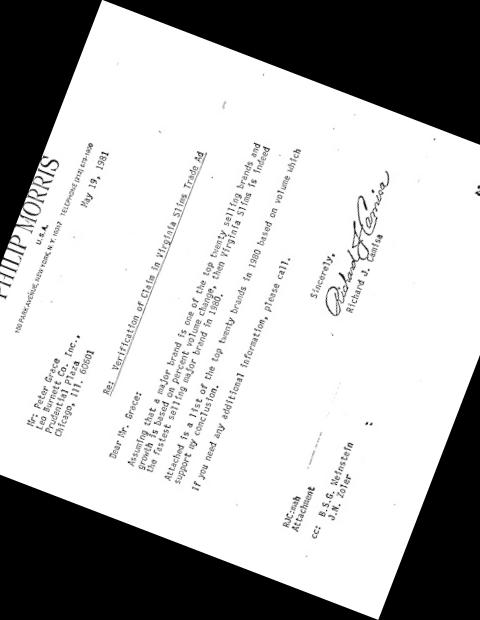 PHILIP MORRIS
U.S.A.
100 PARK AVENUE, NEW YORK, N.Y. 10017 TELEPHONE (212) 679-1800
May 19, 1981
Mr. Peter Grace
Leo Burnett Co. Inc.,
Prudential Plaza
Chicago, Ill. 60601
Re: Verification of Claim in Virginia Slims Trade Ad
Dear Mr. Grace:
Assuming that a major brand is one of the top twenty selling brands and
growth is based on percent volume change, then Virginia Slims is indeed
the fastest selling major brand in 1980.
Attached is a list of the top twenty brands in 1980 based on volume which
support my conclusion.
If you need any additional information, please call.
Sincerely,
Richard J Camisa
Richard J. Camisa
RJC:mah
Attachment
cc: B.S.G. Weinstein
J.N. Zoler